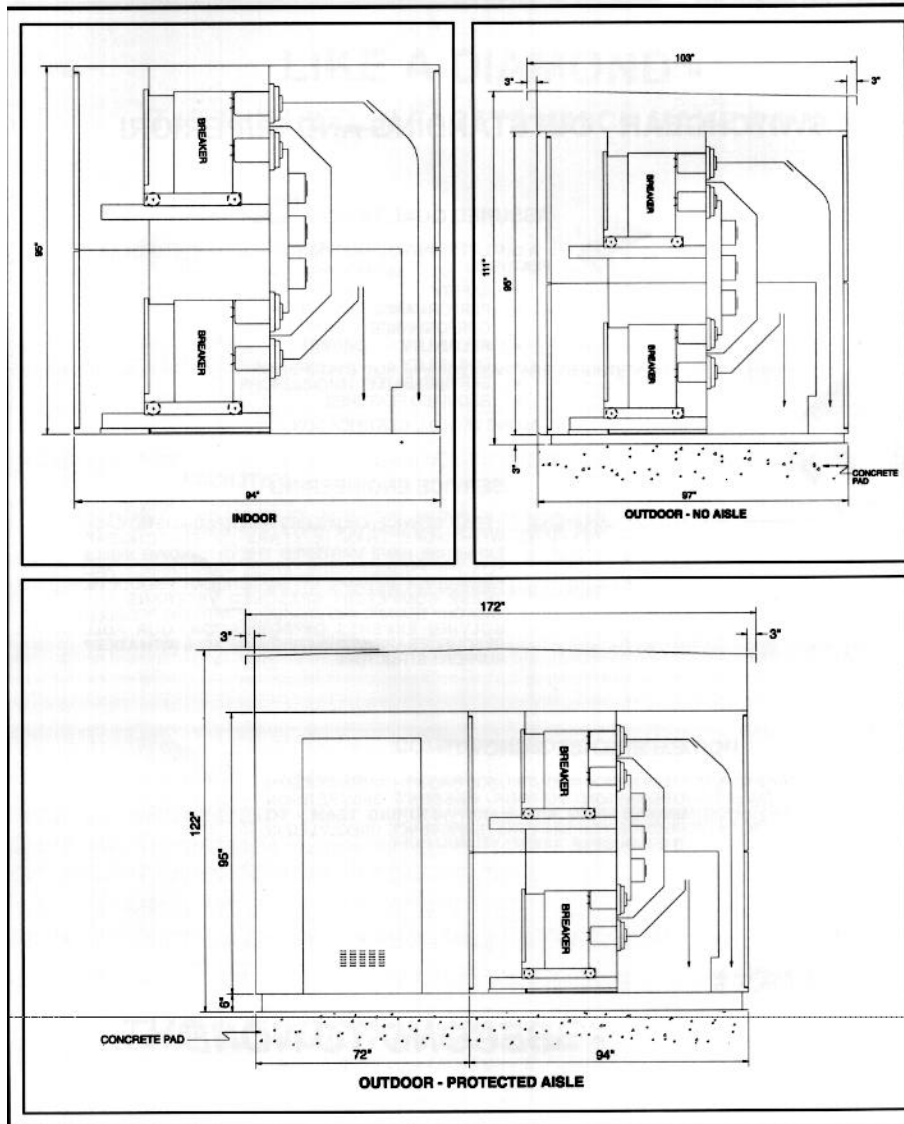 95"
BREAKER
BREAKER
94"
INDOOR
103"
3"
3"
111"
95"
BREAKER
BREAKER
CONCRETE
PAD
97"
OUTDOOR - NO AISLE
172"
3"
3"
122"
95"
BREAKER
BREAKER
6"
CONCRETE PAD
72"
94"
OUTDOOR - PROTECTED AISLE